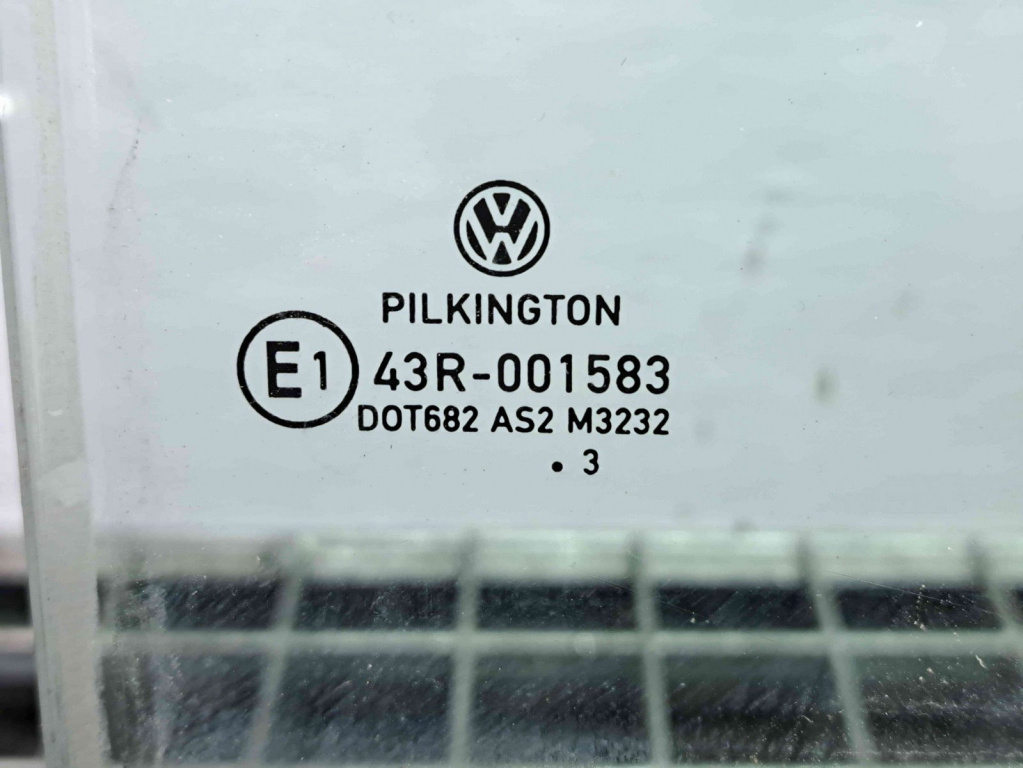 PILKINGTON
E1 43R-001583
DOT682 AS2 M3232
. 3